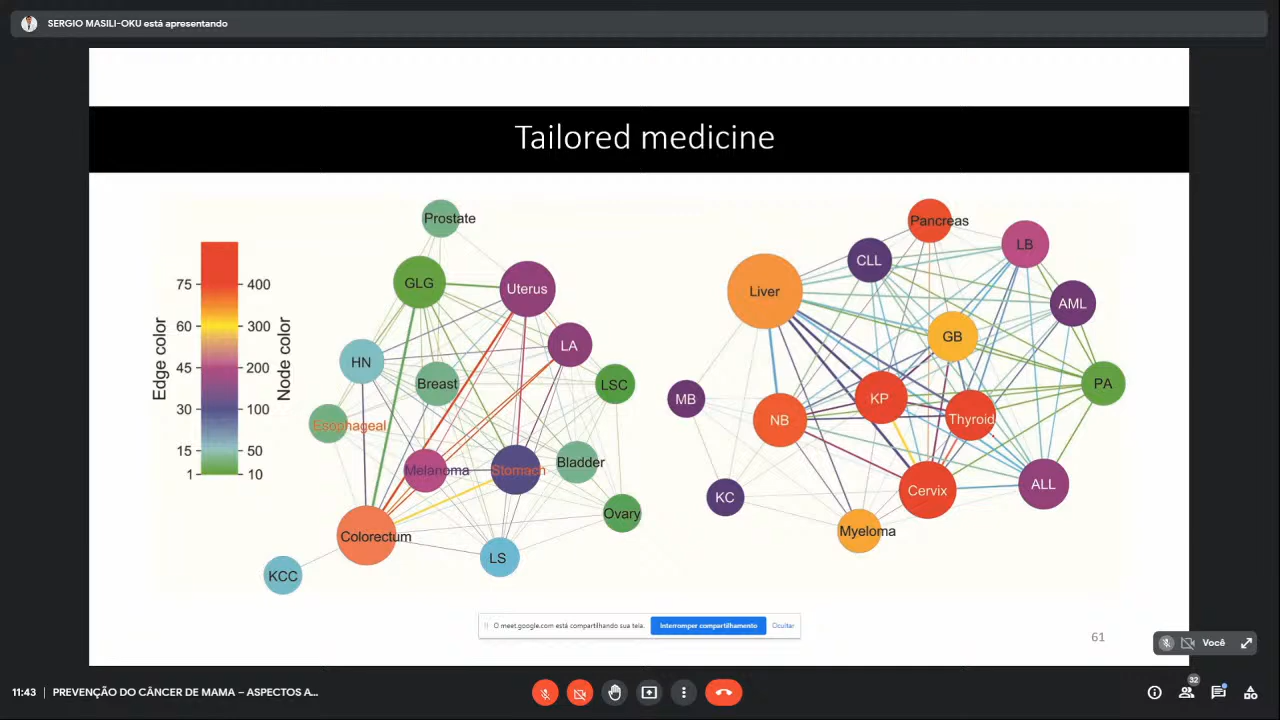 SERGIO MASILI-OKU está apresentando
Tailored medicine
Edge color
75
60
45
30
15
1
400
300
200
100
50
10
Node color
Prostate
GLG
Uterus
HN
LA
Breast
LSC
Esophageal
Melanoma
Stomach
Bladder
Ovary
Colorectum
LS
KCC
Pancreas
CLL
LB
Liver
AML
GB
MB
NB
KP
Thyroid
PA
KC
Cervix
ALL
Myeloma
O meet.google.com está compartilhando sua tela. Interromper compartilhamento Ocultar
61
Você
11:43 | PREVENÇÃO DO CÂNCER DE MAMA – ASPECTOS A...
32